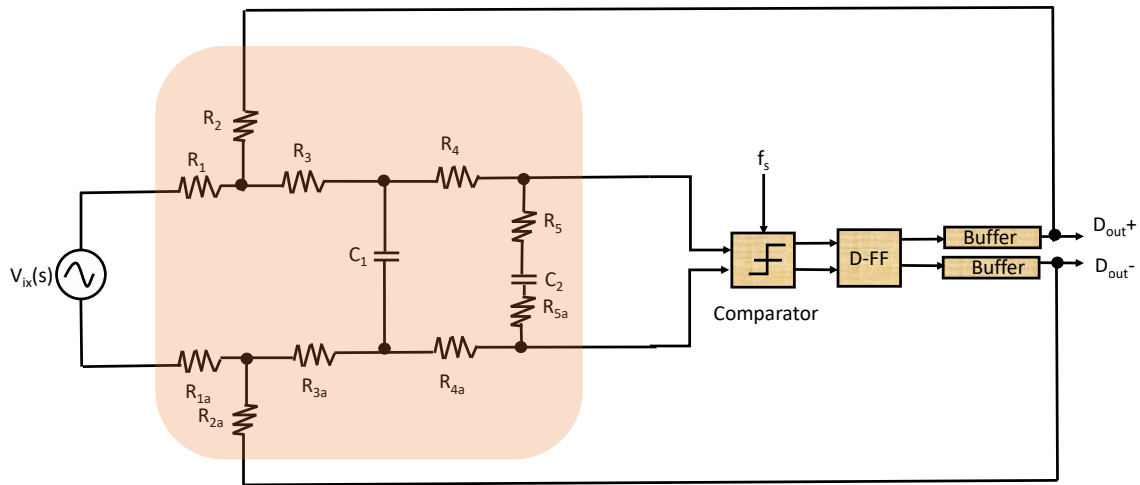 R2
R1
R3
R4
fs
R5
Vix(s)
C1
C2
R5a
Comparator
D-FF
Buffer
Buffer
Dout+
Dout-
R1a
R3a
R4a
R2a